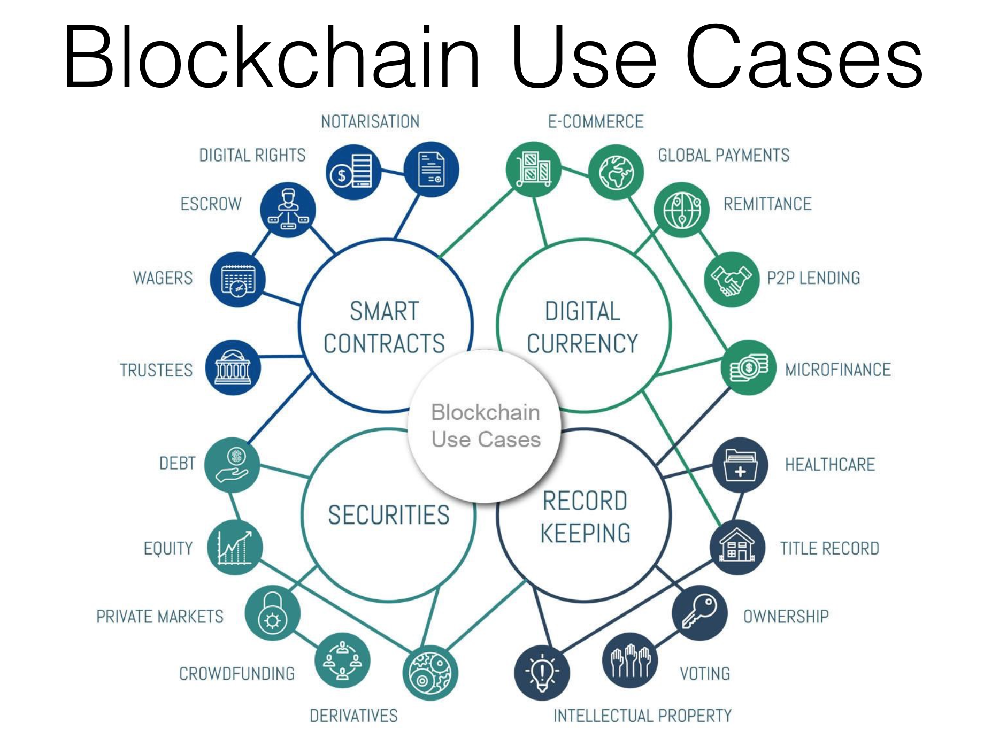 Blockchain Use Cases
NOTARISATION
E-COMMERCE
DIGITAL RIGHTS
GLOBAL PAYMENTS
ESCROW
REMITTANCE
WAGERS
P2P LENDING
SMART
CONTRACTS
DIGITAL
CURRENCY
TRUSTEES
MICROFINANCE
Blockchain
Use Cases
DEBT
HEALTHCARE
SECURITIES
RECORD
KEEPING
EQUITY
TITLE RECORD
PRIVATE MARKETS
OWNERSHIP
CROWDFUNDING
VOTING
DERIVATIVES
INTELLECTUAL PROPERTY